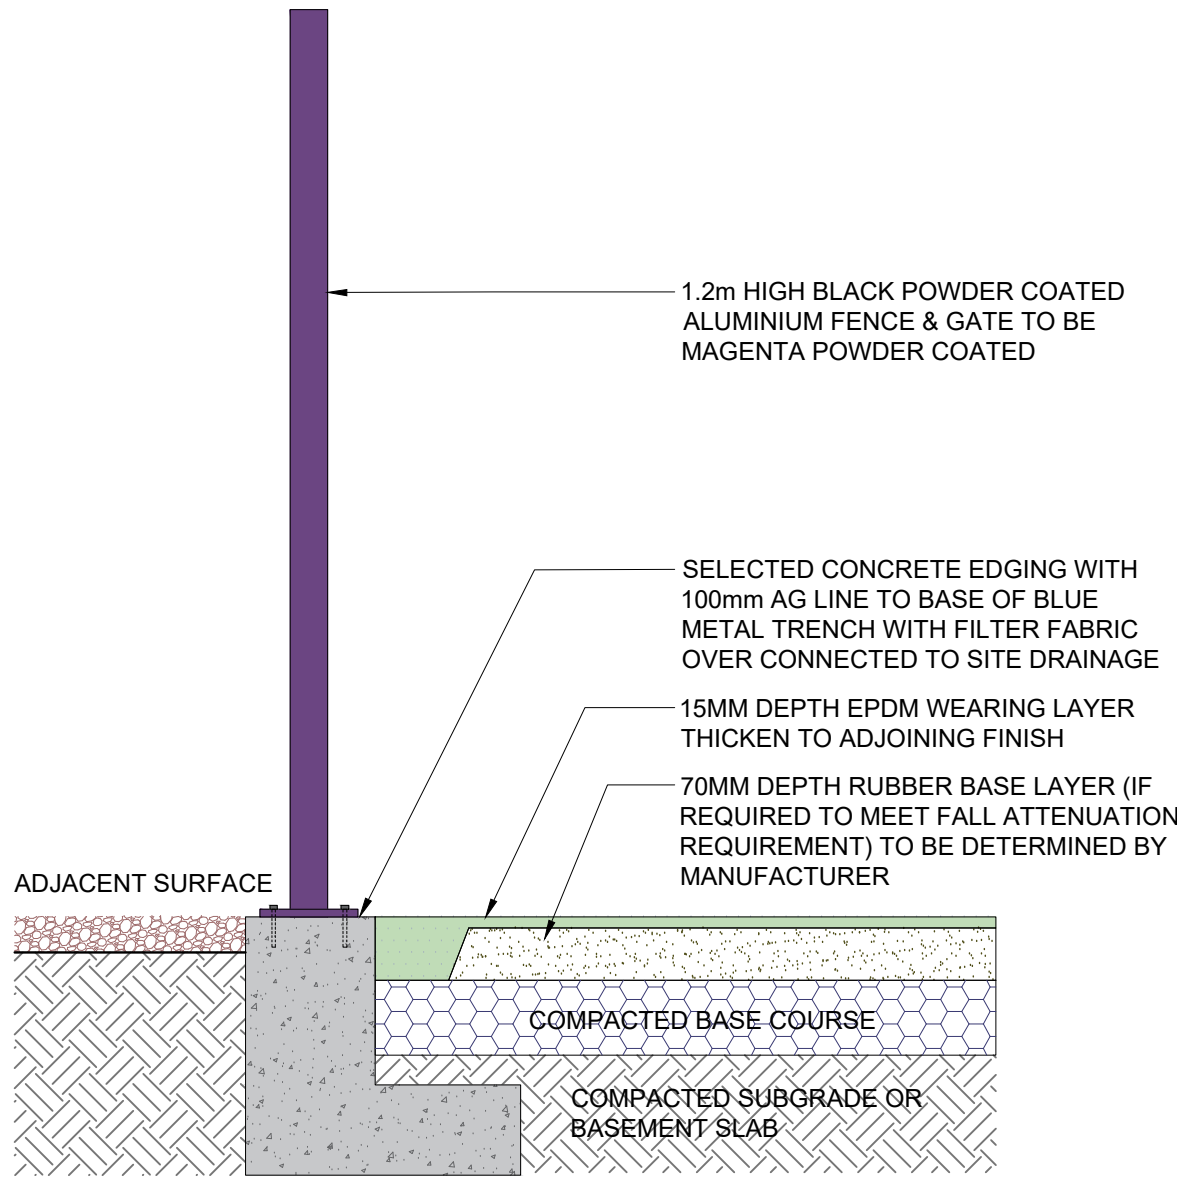 1.2m HIGH BLACK POWDER COATED
ALUMINIUM FENCE & GATE TO BE
MAGENTA POWDER COATED
SELECTED CONCRETE EDGING WITH
100mm AG LINE TO BASE OF BLUE
METAL TRENCH WITH FILTER FABRIC
OVER CONNECTED TO SITE DRAINAGE
15MM DEPTH EPDM WEARING LAYER
THICKEN TO ADJOINING FINISH
70MM DEPTH RUBBER BASE LAYER (IF
REQUIRED TO MEET FALL ATTENUATION
REQUIREMENT) TO BE DETERMINED BY
MANUFACTURER
ADJACENT SURFACE
COMPACTED BASE COURSE
COMPACTED SUBGRADE OR
BASEMENT SLAB